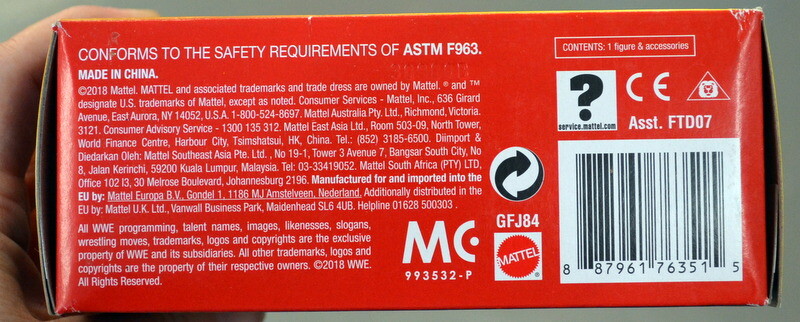 CONFORMS TO THE SAFETY REQUIREMENTS OF ASTM F963.
MADE IN CHINA.
©2018 Mattel. MATTEL and associated trademarks and trade dress are owned by Mattel. ® and ™
designate U.S. trademarks of Mattel, except as noted. Consumer Services - Mattel, Inc., 636 Girard
Avenue, East Aurora, NY 14052, U.S.A. 1-800-524-8697. Mattel Australia Pty. Ltd., Richmond, Victoria.
3121. Consumer Advisory Service - 1300 135 312. Mattel East Asia Ltd., Room 503-09, North Tower,
World Finance Centre, Harbour City, Tsimshatsui, HK, China. Tel.: (852) 3185-6500. Diimport &
Diedarkan Oleh: Mattel Southeast Asia Pte. Ltd. , No 19-1, Tower 3 Avenue 7, Bangsar South City, No
8, Jalan Kerinchi, 59200 Kuala Lumpur, Malaysia. Tel: 03-33419052. Mattel South Africa (PTY) LTD,
Office 102 I3, 30 Melrose Boulevard, Johannesburg 2196. Manufactured for and imported into the
EU by: Mattel Europa B.V., Gondel 1, 1186 MJ Amstelveen, Nederland. Additionally distributed in the
EU by: Mattel U.K. Ltd., Vanwall Business Park, Maidenhead SL6 4UB. Helpline 01628 500303 .
All WWE programming, talent names, images, likenesses, slogans,
wrestling moves, trademarks, logos and copyrights are the exclusive
property of WWE and its subsidiaries. All other trademarks, logos and
copyrights are the property of their respective owners. ©2018 WWE.
All Rights Reserved.
MC
993532-P
GFJ84
MATTEL
CONTENTS: 1 figure & accessories
?
service.mattel.com
CE
Asst. FTD07
8 87961 76351 5